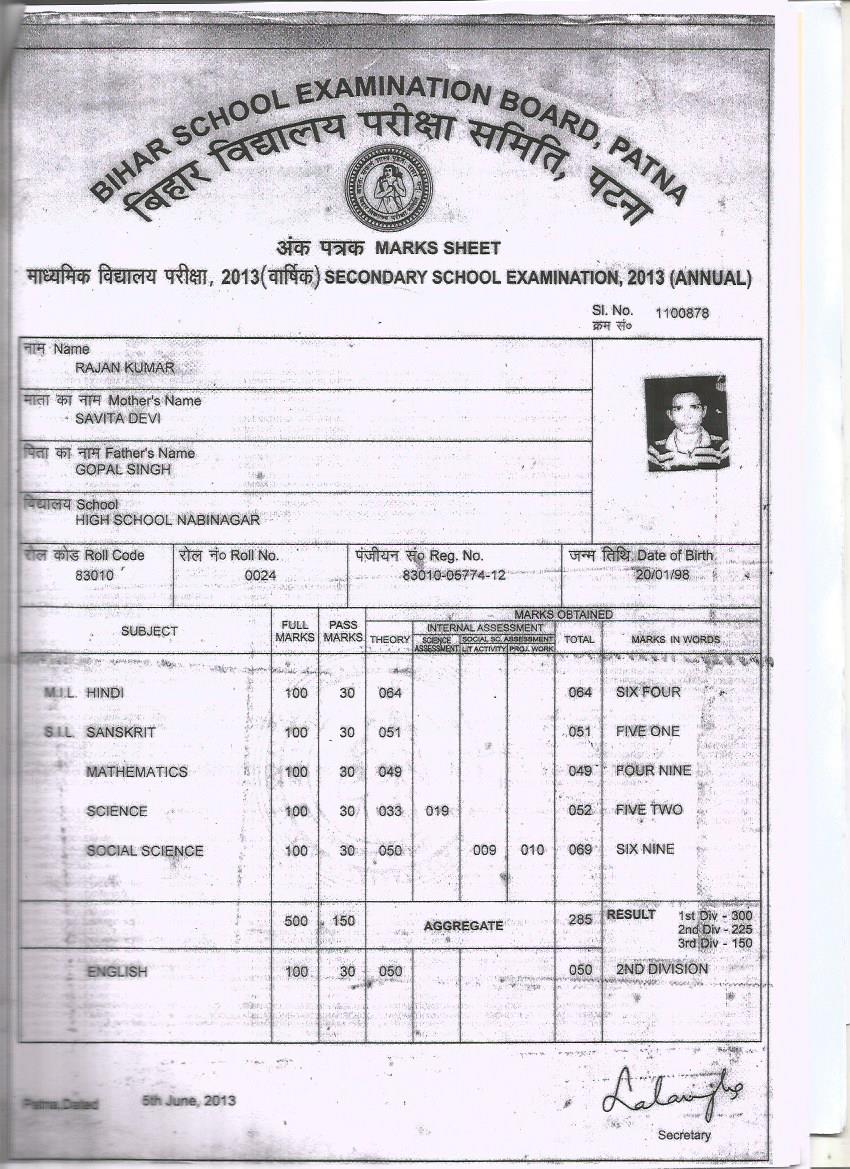 BIHAR SCHOOL EXAMINATION BOARD, PATNA
बिहार विद्यालय परीक्षा समिति, पटना
अंक पत्रक MARKS SHEET
माध्यमिक विद्यालय परीक्षा, 2013(वार्षिक) SECONDARY SCHOOL EXAMINATION, 2013 (ANNUAL)
Sl. No. 1100878
क्रम सं०
नाम Name
RAJAN KUMAR
माता का नाम Mother's Name
SAVITA DEVI
पिता का नाम Father's Name
GOPAL SINGH
विद्यालय School
HIGH SCHOOL NABINAGAR
रोल कोड Roll Code रोल नं० Roll No. पंजीयन सं० Reg. No. जन्म तिथि Date of Birth
83010 0024 83010-05774-12 20/01/98
MARKS OBTAINED
SUBJECT FULL MARKS PASS MARKS THEORY INTERNAL ASSESSMENT TOTAL MARKS IN WORDS
SCIENCE ASSESSMENT SOCIAL SC. ASSESSMENT
LIT ACTIVITY PROJ. WORK
M.I.L. HINDI 100 30 064 064 SIX FOUR
S.I.L. SANSKRIT 100 30 051 051 FIVE ONE
MATHEMATICS 100 30 049 049 FOUR NINE
SCIENCE 100 30 033 019 052 FIVE TWO
SOCIAL SCIENCE 100 30 050 009 010 069 SIX NINE
500 150 AGGREGATE 285 RESULT 1st Div - 300
2nd Div - 225
3rd Div - 150
ENGLISH 100 30 050 050 2ND DIVISION
Patna,Dated 5th June, 2013
Secretary